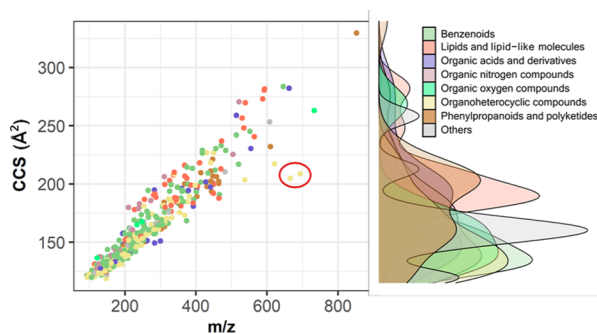 CCS (Å²)
300
250
200
150
200
400
600
800
m/z
Benzenoids
Lipids and lipid−like molecules
Organic acids and derivatives
Organic nitrogen compounds
Organic oxygen compounds
Organoheterocyclic compounds
Phenylpropanoids and polyketides
Others